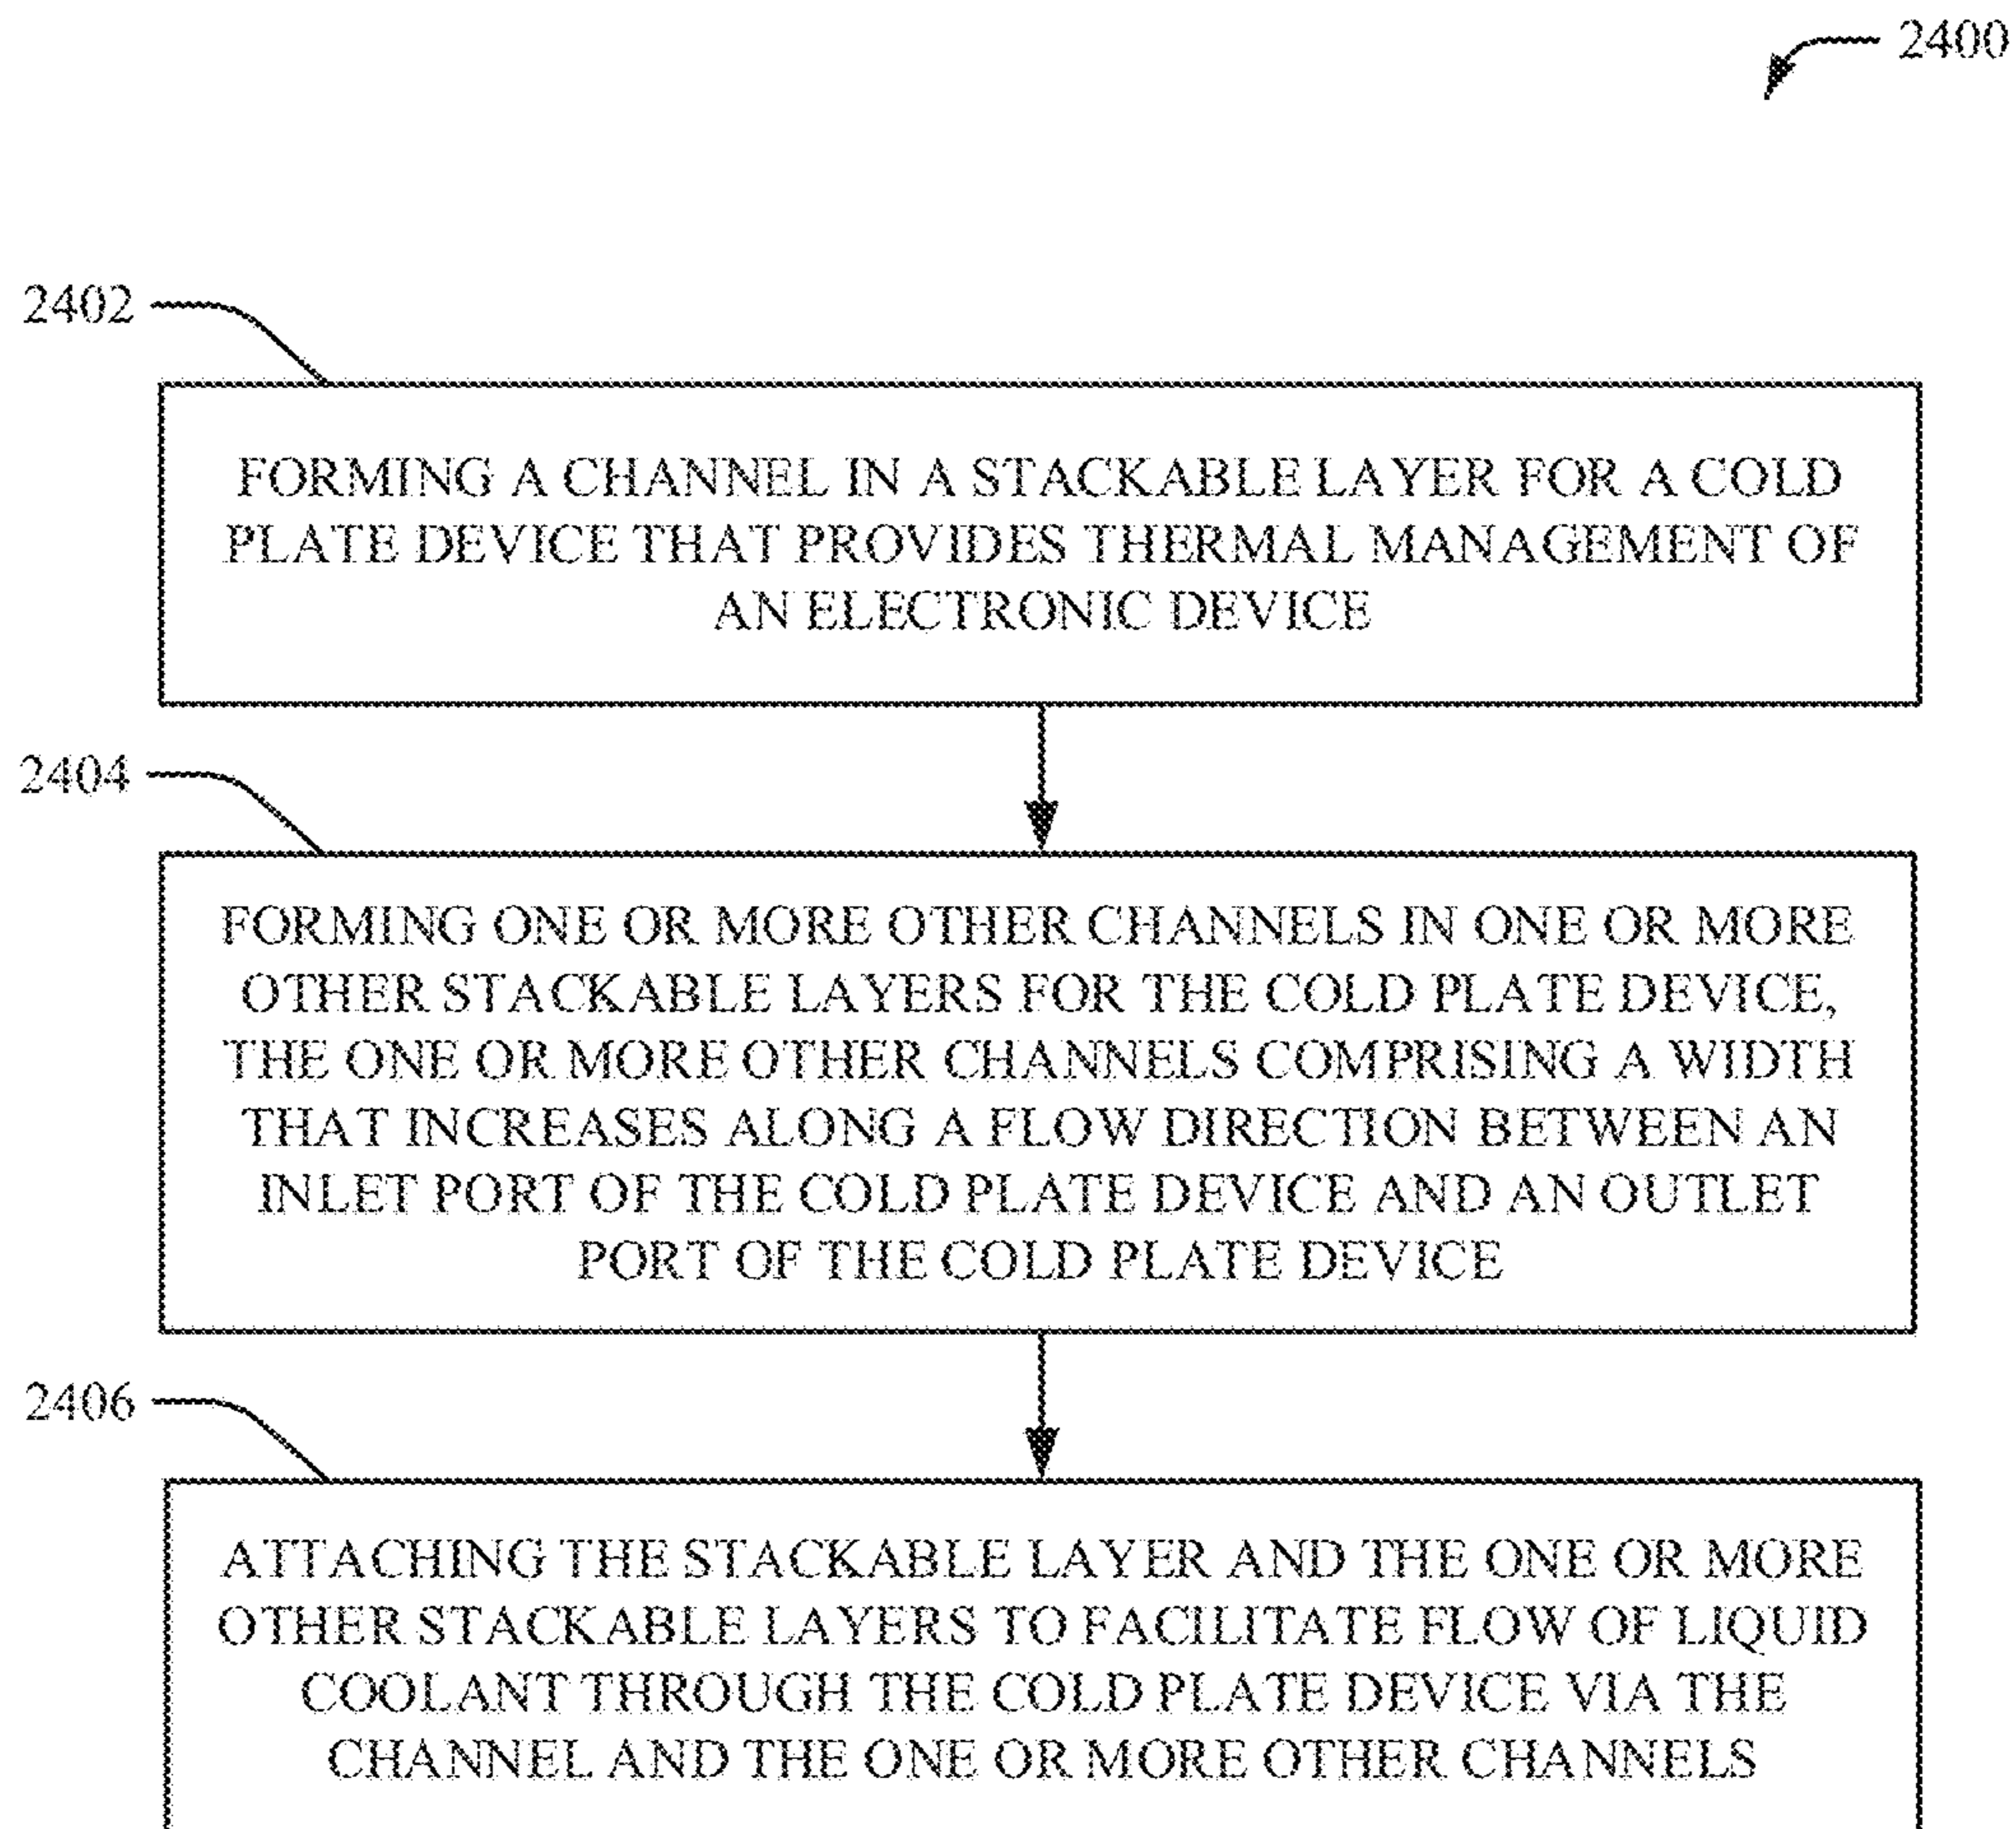 2400
2402
FORMING A CHANNEL IN A STACKABLE LAYER FOR A COLD
PLATE DEVICE THAT PROVIDES THERMAL MANAGEMENT OF
AN ELECTRONIC DEVICE
2404
FORMING ONE OR MORE OTHER CHANNELS IN ONE OR MORE
OTHER STACKABLE LAYERS FOR THE COLD PLATE DEVICE,
THE ONE OR MORE OTHER CHANNELS COMPRISING A WIDTH
THAT INCREASES ALONG A FLOW DIRECTION BETWEEN AN
INLET PORT OF THE COLD PLATE DEVICE AND AN OUTLET
PORT OF THE COLD PLATE DEVICE
2406
ATTACHING THE STACKABLE LAYER AND THE ONE OR MORE
OTHER STACKABLE LAYERS TO FACILITATE FLOW OF LIQUID
COOLANT THROUGH THE COLD PLATE DEVICE VIA THE
CHANNEL AND THE ONE OR MORE OTHER CHANNELS